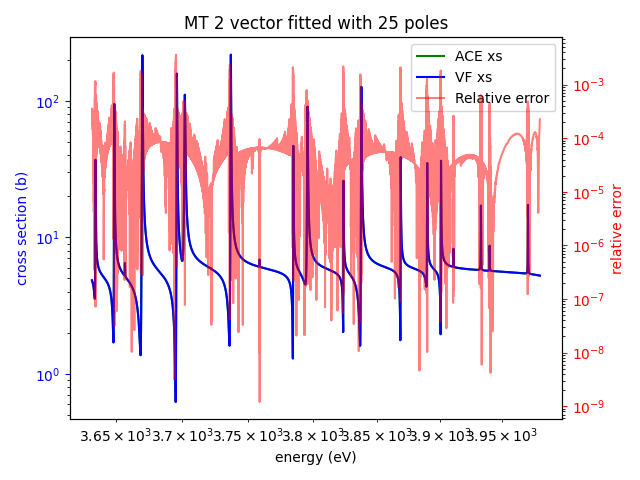 MT 2 vector fitted with 25 poles
ACE xs
VF xs
Relative error
cross section (b)
10²
10¹
10⁰
relative error
10⁻³
10⁻⁴
10⁻⁵
10⁻⁶
10⁻⁷
10⁻⁸
10⁻⁹
3.65 × 10³ 3.7 × 10³ 3.75 × 10³ 3.8 × 10³ 3.85 × 10³ 3.9 × 10³ 3.95 × 10³
energy (eV)